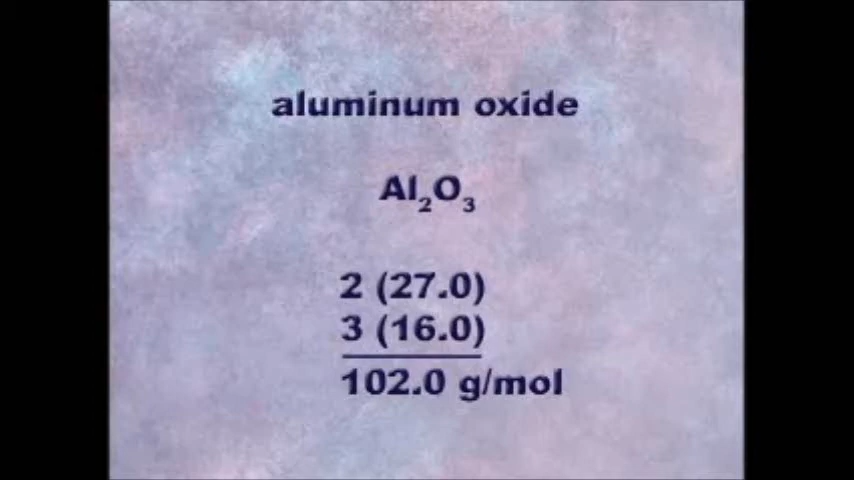 aluminum oxide
Al₂O₃
2 (27.0)
3 (16.0)
102.0 g/mol